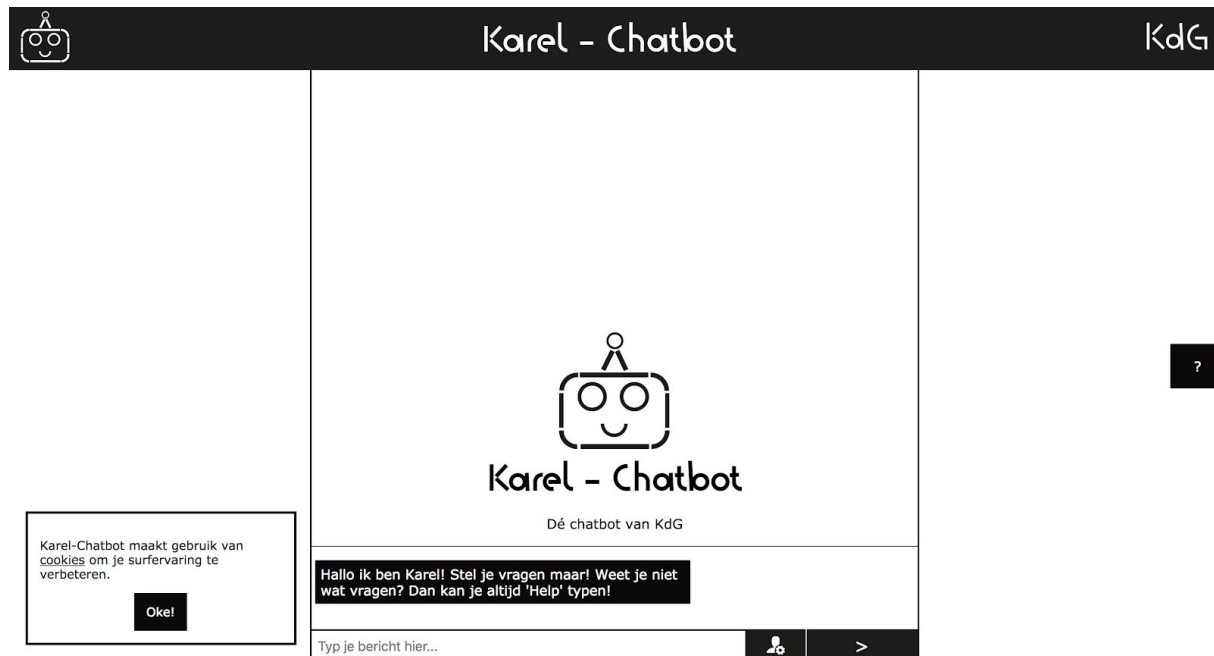 Karel - Chatbot
KdG
?
Karel - Chatbot
Dé chatbot van KdG
Karel-Chatbot maakt gebruik van
cookies om je surfervaring te
verbeteren.
Oke!
Hallo ik ben Karel! Stel je vragen maar! Weet je niet
wat vragen? Dan kan je altijd 'Help' typen!
Typ je bericht hier...
>